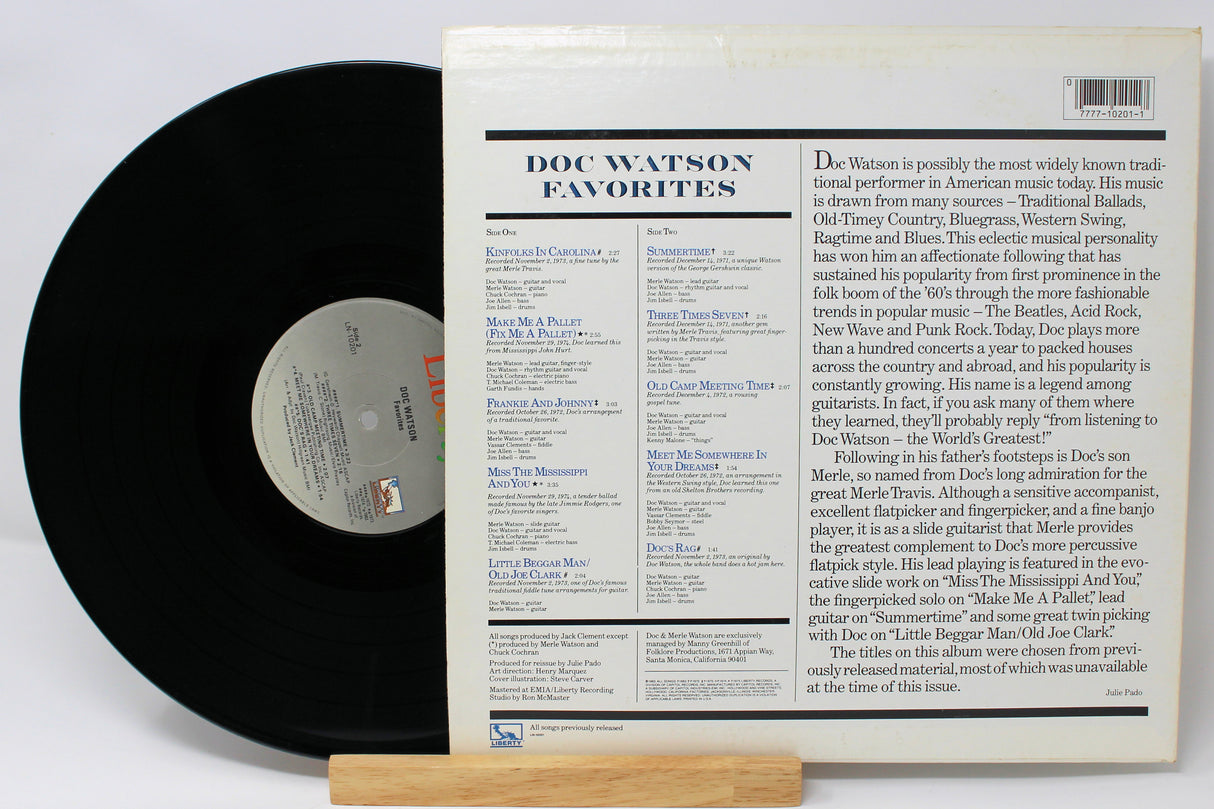 0
7777-10201-1
DOC WATSON
FAVORITES
SIDE ONE
KINFOLKS IN CAROLINA# 2:27
Recorded November 2, 1973, a fine tune by the
great Merle Travis.
Doc Watson – guitar and vocal
Merle Watson – guitar
Chuck Cochran – piano
Joe Allen – bass
Jim Isbell – drums
MAKE ME A PALLET
(FIX ME A PALLET)★* 2:55
Recorded November 29, 1974, Doc learned this
from Mississippi John Hurt.
Merle Watson – lead guitar, finger-style
Doc Watson – rhythm guitar and vocal
Chuck Cochran – electric piano
T. Michael Coleman – electric bass
Garth Fundis – hands
FRANKIE AND JOHNNY‡ 3:03
Recorded October 26, 1972, Doc's arrangement
of a traditional favorite.
Doc Watson – guitar and vocal
Merle Watson – guitar
Vassar Clements – fiddle
Joe Allen – bass
Jim Isbell – drums
MISS THE MISSISSIPPI
AND YOU★* 3:35
Recorded November 29, 1974, a tender ballad
made famous by the late Jimmie Rodgers, one
of Doc's favorite singers.
Merle Watson – slide guitar
Doc Watson – guitar and vocal
Chuck Cochran – piano
T. Michael Coleman – electric bass
Jim Isbell – drums
LITTLE BEGGAR MAN/
OLD JOE CLARK# 2:04
Recorded November 2, 1973, one of Doc's famous
traditional fiddle tune arrangements for guitar.
Doc Watson – guitar
Merle Watson – guitar
SIDE TWO
SUMMERTIME† 3:22
Recorded December 14, 1971, a unique Watson
version of the George Gershwin classic.
Merle Watson – lead guitar
Doc Watson – rhythm guitar and vocal
Joe Allen – bass
Jim Isbell – drums
THREE TIMES SEVEN† 2:16
Recorded December 14, 1971, another gem
written by Merle Travis, featuring great finger-
picking in the Travis style.
Doc Watson – guitar and vocal
Merle Watson – guitar
Joe Allen – bass
Jim Isbell – drums
OLD CAMP MEETING TIME‡ 2:07
Recorded December 4, 1972, a rousing
gospel tune.
Doc Watson – guitar and vocal
Merle Watson – guitar
Joe Allen – bass
Jim Isbell – drums
Kenny Malone – "things"
MEET ME SOMEWHERE IN
YOUR DREAMS‡ 1:54
Recorded October 26, 1972, an arrangement in
the Western Swing style, Doc learned this one
from an old Shelton Brothers recording.
Doc Watson – guitar and vocal
Merle Watson – guitar
Vassar Clements – fiddle
Bobby Seymor – steel
Joe Allen – bass
Jim Isbell – drums
DOC'S RAG# 1:41
Recorded November 2, 1973, an original by
Doc Watson, the whole band does a hot jam here.
Doc Watson – guitar
Merle Watson – guitar
Chuck Cochran – piano
Joe Allen – bass
Jim Isbell – drums
All songs produced by Jack Clement except
(*) produced by Merle Watson and
Chuck Cochran
Produced for reissue by Julie Pado
Art direction: Henry Marquez
Cover illustration: Steve Carver
Mastered at EMIA/Liberty Recording
Studio by Ron McMaster
Doc & Merle Watson are exclusively
managed by Manny Greenhill of
Folklore Productions, 1671 Appian Way,
Santa Monica, California 90401
Doc Watson is possibly the most widely known tradi-
tional performer in American music today. His music
is drawn from many sources – Traditional Ballads,
Old-Timey Country, Bluegrass, Western Swing,
Ragtime and Blues. This eclectic musical personality
has won him an affectionate following that has
sustained his popularity from first prominence in the
folk boom of the '60's through the more fashionable
trends in popular music – The Beatles, Acid Rock,
New Wave and Punk Rock. Today, Doc plays more
than a hundred concerts a year to packed houses
across the country and abroad, and his popularity is
constantly growing. His name is a legend among
guitarists. In fact, if you ask many of them where
they learned, they'll probably reply "from listening to
Doc Watson – the World's Greatest!"
Following in his father's footsteps is Doc's son
Merle, so named from Doc's long admiration for the
great Merle Travis. Although a sensitive accompanist,
excellent flatpicker and fingerpicker, and a fine banjo
player, it is as a slide guitarist that Merle provides
the greatest complement to Doc's more percussive
flatpick style. His lead playing is featured in the evo-
cative slide work on "Miss The Mississippi And You,"
the fingerpicked solo on "Make Me A Pallet," lead
guitar on "Summertime" and some great twin picking
with Doc on "Little Beggar Man/Old Joe Clark."
The titles on this album were chosen from previ-
ously released material, most of which was unavailable
at the time of this issue.
Julie Pado
LIBERTY
All songs previously released
Side 2
LN-10201
DOC WATSON
Favorites
Produced by Jack Clement